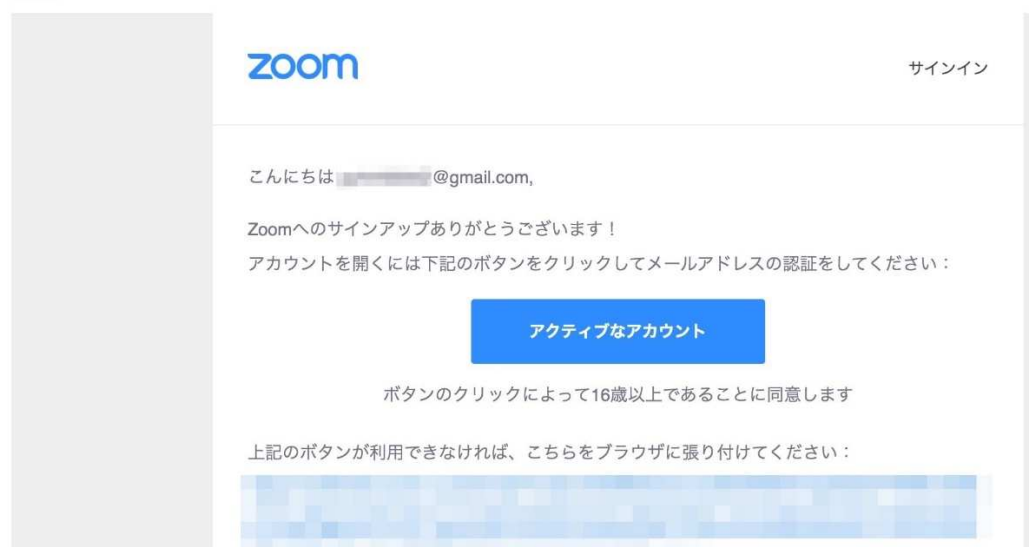 zoom
サインイン
こんにちは @gmail.com,
Zoomへのサインアップありがとうございます！
アカウントを開くには下記のボタンをクリックしてメールアドレスの認証をしてください：
アクティブなアカウント
ボタンのクリックによって16歳以上であることに同意します
上記のボタンが利用できなければ、こちらをブラウザに張り付けてください：